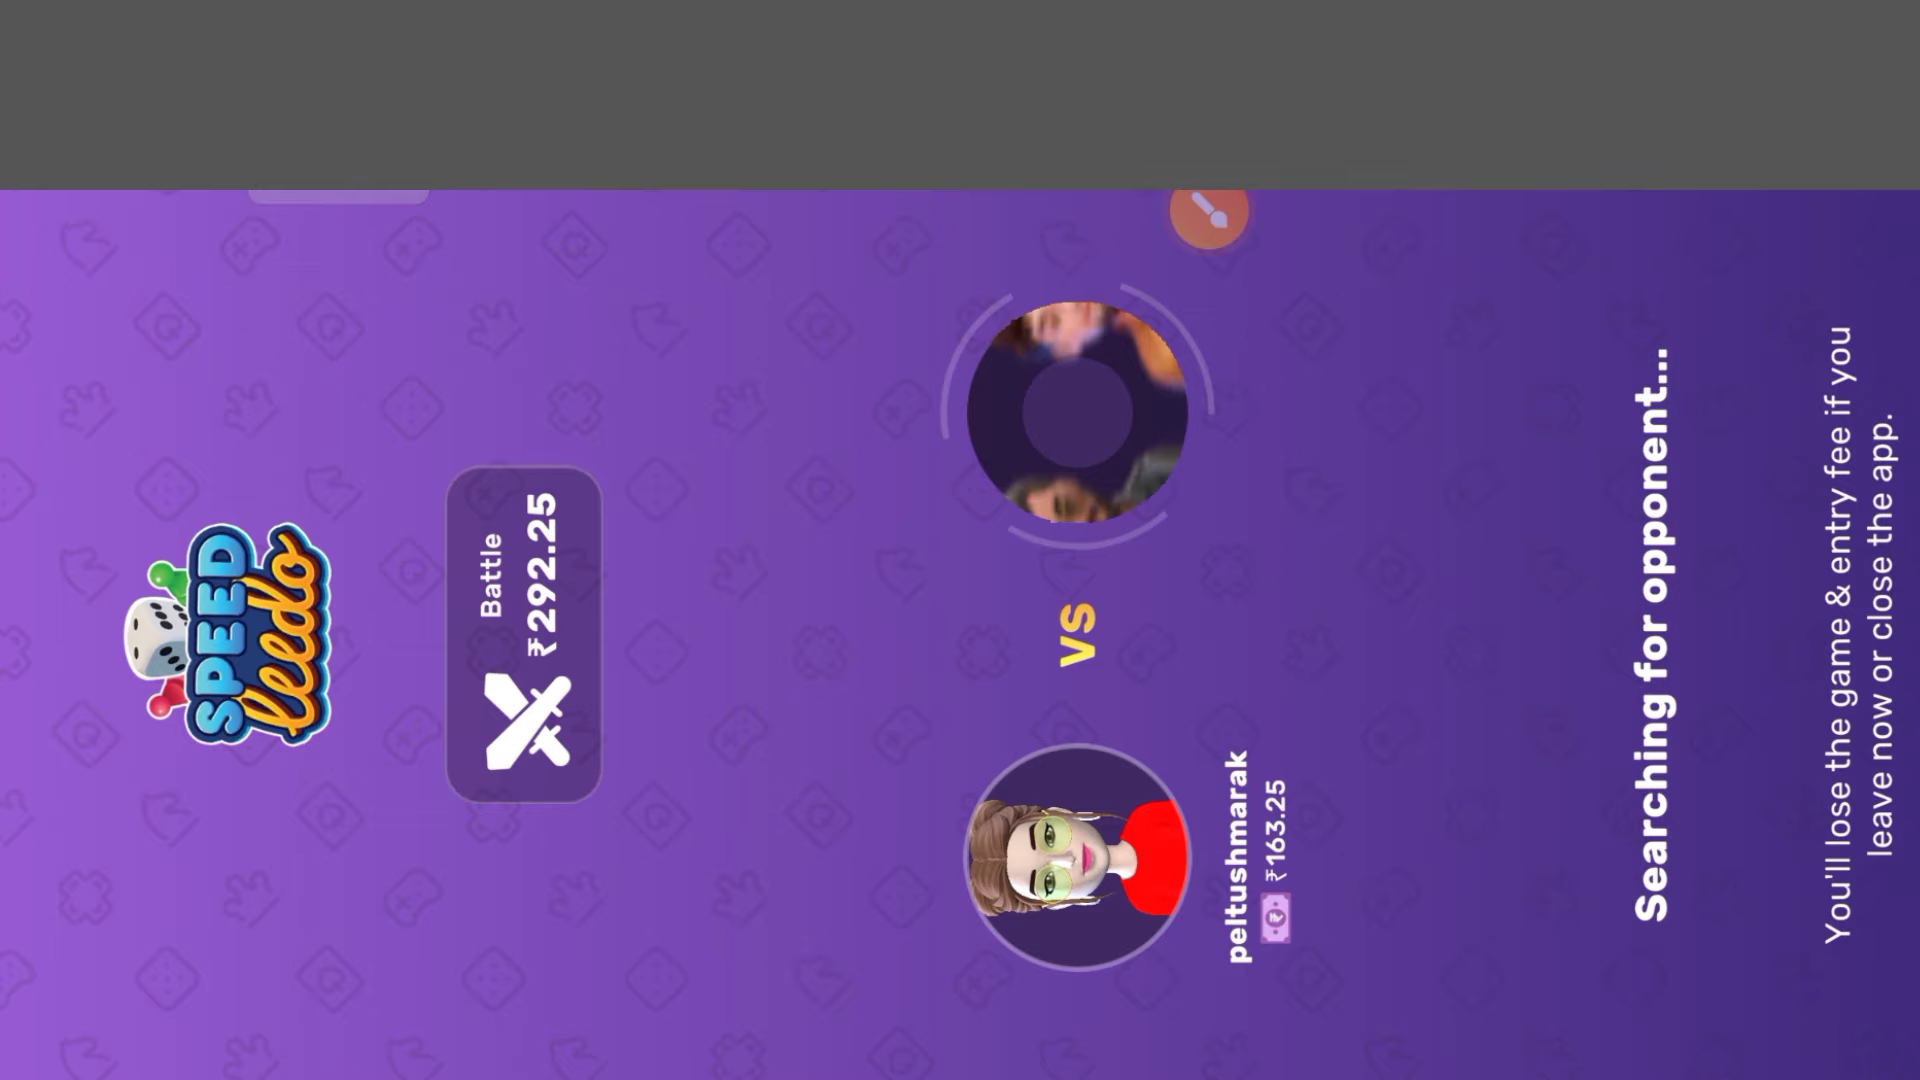 SPEED
leedo
Battle
₹292.25
VS
peltushmarak
₹163.25
Searching for opponent...
You'll lose the game & entry fee if you
leave now or close the app.